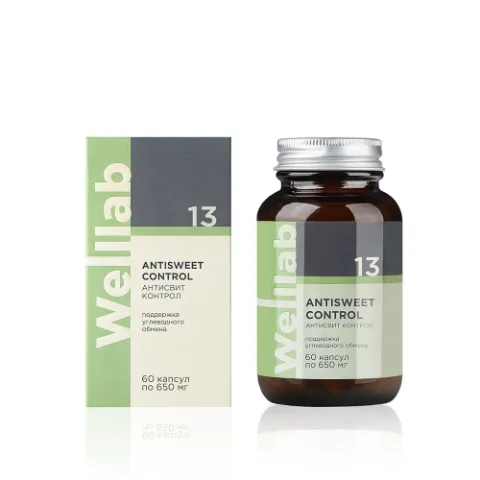 Welllab
13
ANTISWEET
CONTROL
АНТИСВИТ
КОНТРОЛ
поддержка
углеводного
обмена
60 капсул
по 650 мг
Welllab
13
ANTISWEET
CONTROL
АНТИСВИТ КОНТРОЛ
поддержка
углеводного обмена
60 капсул
по 650 мг